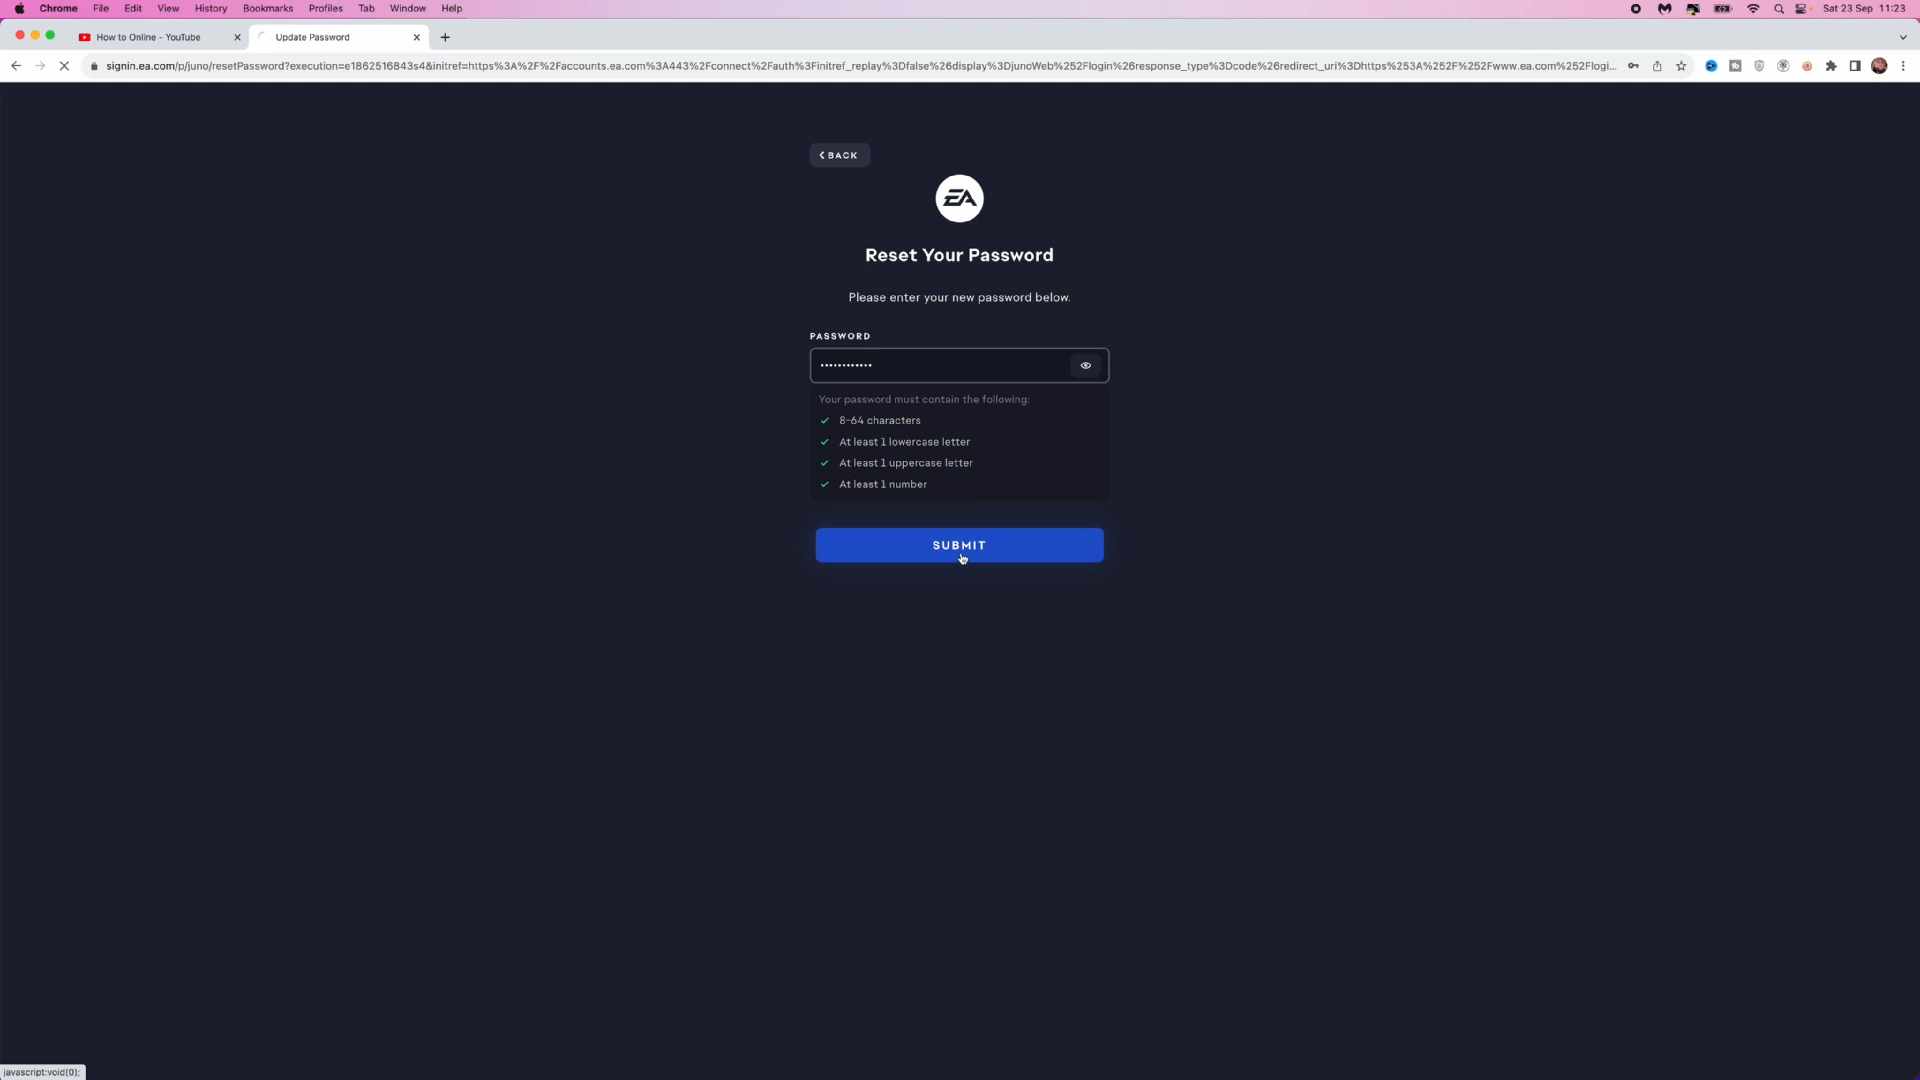 Chrome File Edit View History Bookmarks Profiles Tab Window Help Sat 23 Sep 11:23
How to Online - YouTube Update Password
signin.ea.com/p/juno/resetPassword?execution=e1862516843s4&initref=https%3A%2F%2Faccounts.ea.com%3A443%2Fconnect%2Fauth%3Finitref_replay%3Dfalse%26display%3DjunoWeb%252Flogin%26response_type%3Dcode%26redirect_uri%3Dhttps%253A%252F%252Fwww.ea.com%252Flogi...
BACK
EA
Reset Your Password
Please enter your new password below.
PASSWORD
••••••••••••
Your password must contain the following:
8-64 characters
At least 1 lowercase letter
At least 1 uppercase letter
At least 1 number
SUBMIT
javascript:void(0);